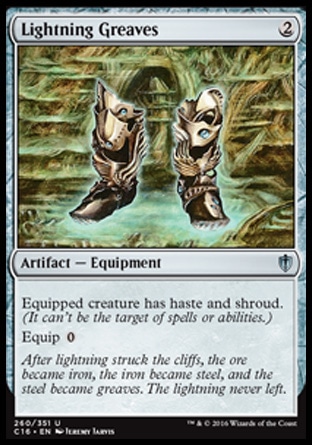 Lightning Greaves 2
Artifact — Equipment
Equipped creature has haste and shroud.
(It can't be the target of spells or abilities.)
Equip 0
After lightning struck the cliffs, the ore
became iron, the iron became steel, and the
steel became greaves. The lightning never left.
260/351 U
C16 • EN Jeremy Jarvis
™ & © 2016 Wizards of the Coast